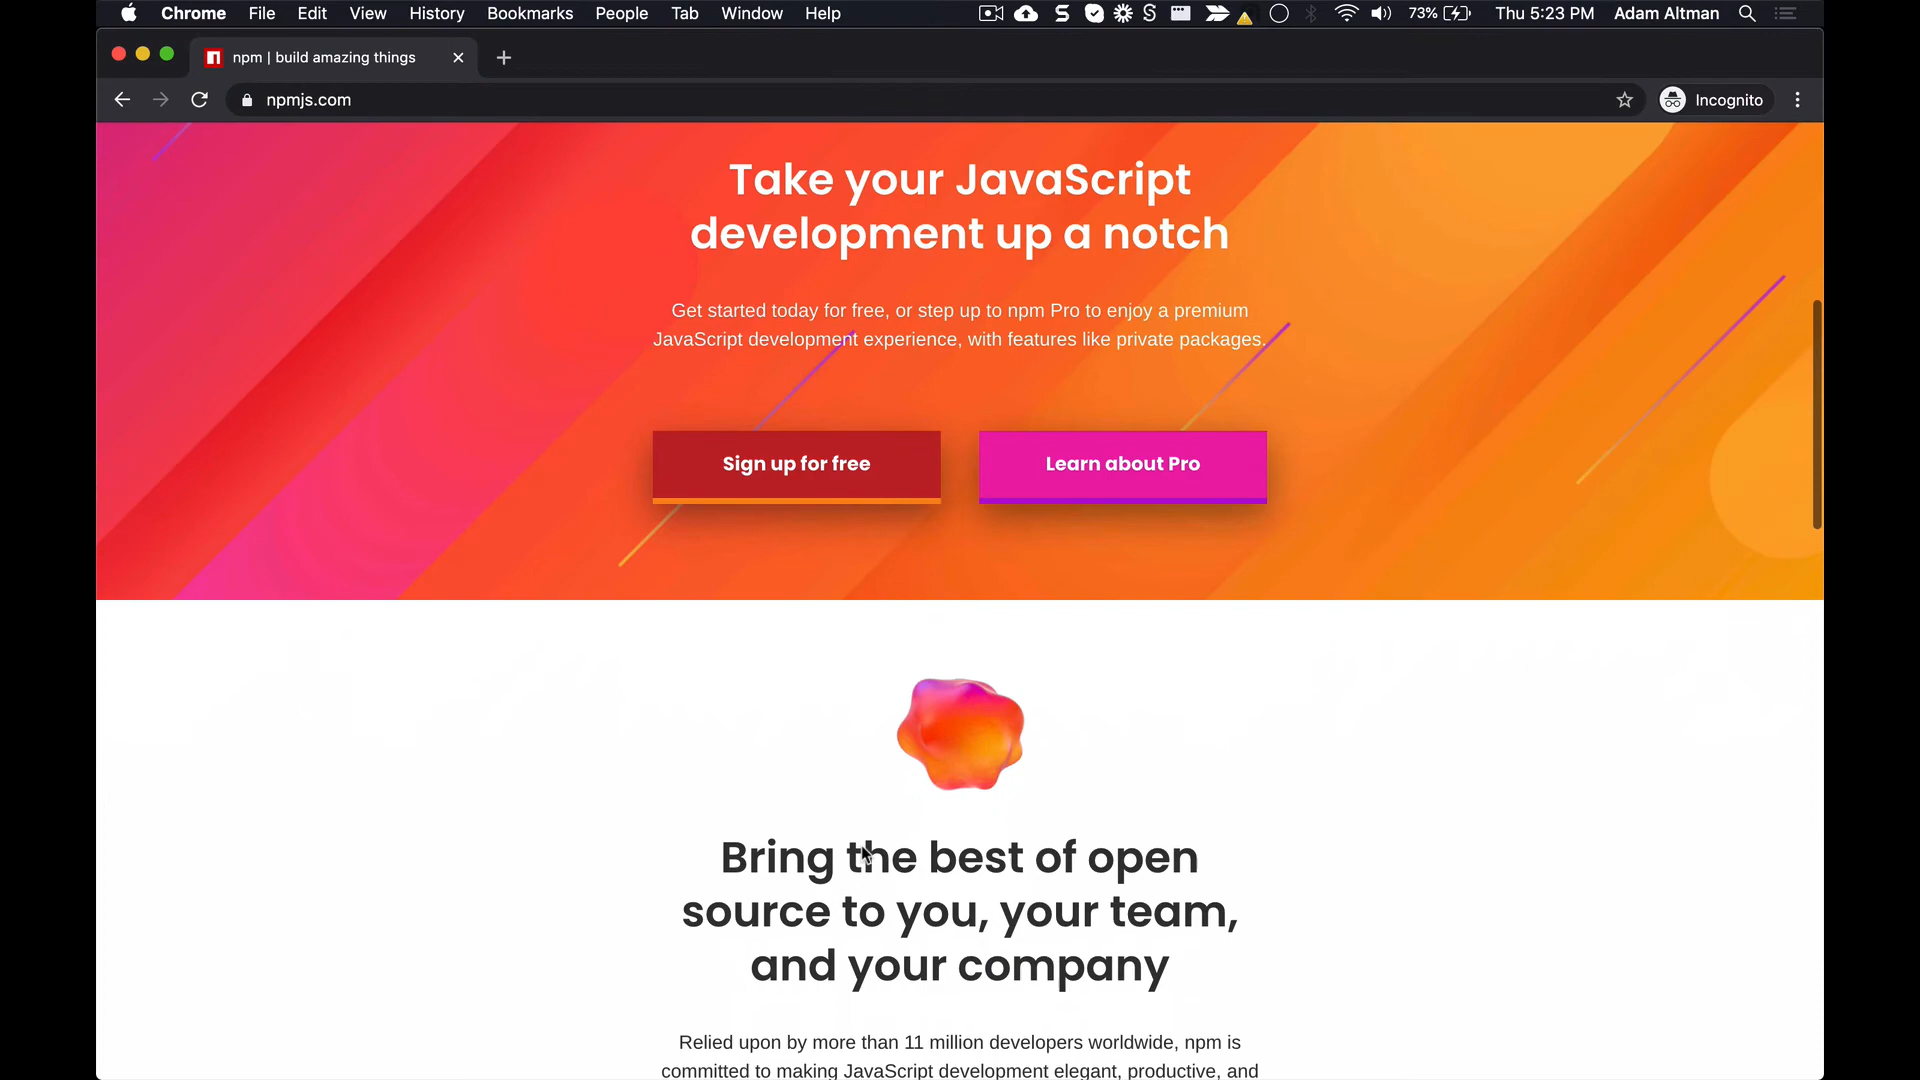 Chrome File Edit View History Bookmarks People Tab Window Help 73% Thu 5:23 PM Adam Altman
npm | build amazing things
npmjs.com Incognito
Take your JavaScript
development up a notch
Get started today for free, or step up to npm Pro to enjoy a premium
JavaScript development experience, with features like private packages.
Sign up for free Learn about Pro
Bring the best of open
source to you, your team,
and your company
Relied upon by more than 11 million developers worldwide, npm is
committed to making JavaScript development elegant, productive, and